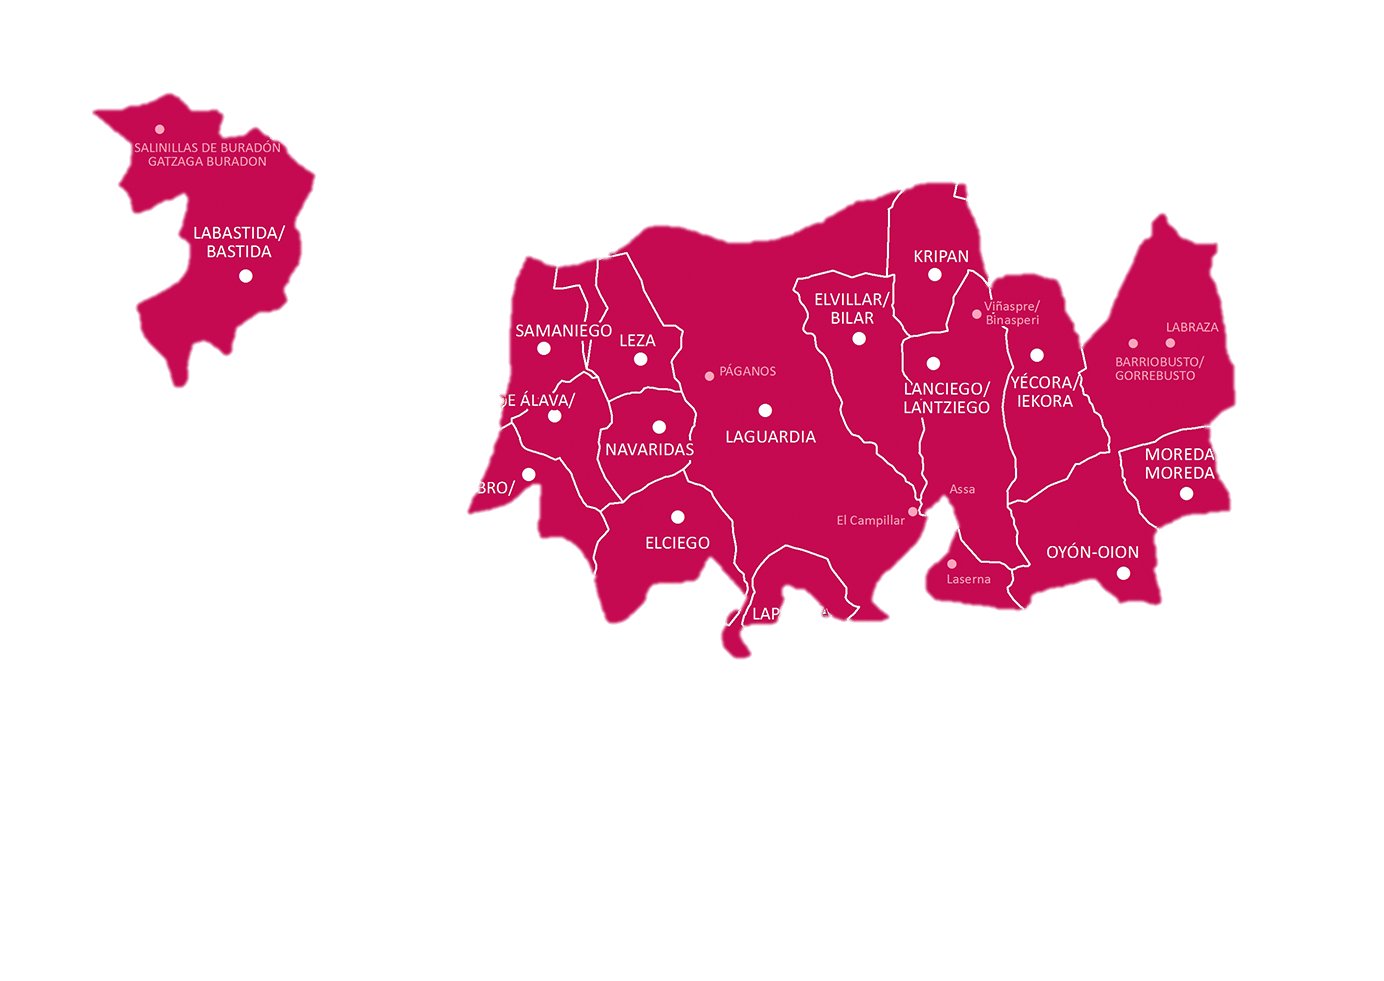 SALINILLAS DE BURADÓN
GATZAGA BURADON
LABASTIDA/
BASTIDA
SAMANIEGO
LEZA
DE ÁLAVA/
NAVARIDAS
BRO/
ELCIEGO
PÁGANOS
LAGUARDIA
ELVILLAR/
BILAR
KRIPAN
Viñaspre/
Binasperi
LANCIEGO/
LANTZIEGO
YÉCORA/
IEKORA
LABRAZA
BARRIOBUSTO/
GORREBUSTO
MOREDA
MOREDA
Assa
El Campillar
OYÓN-OION
Laserna